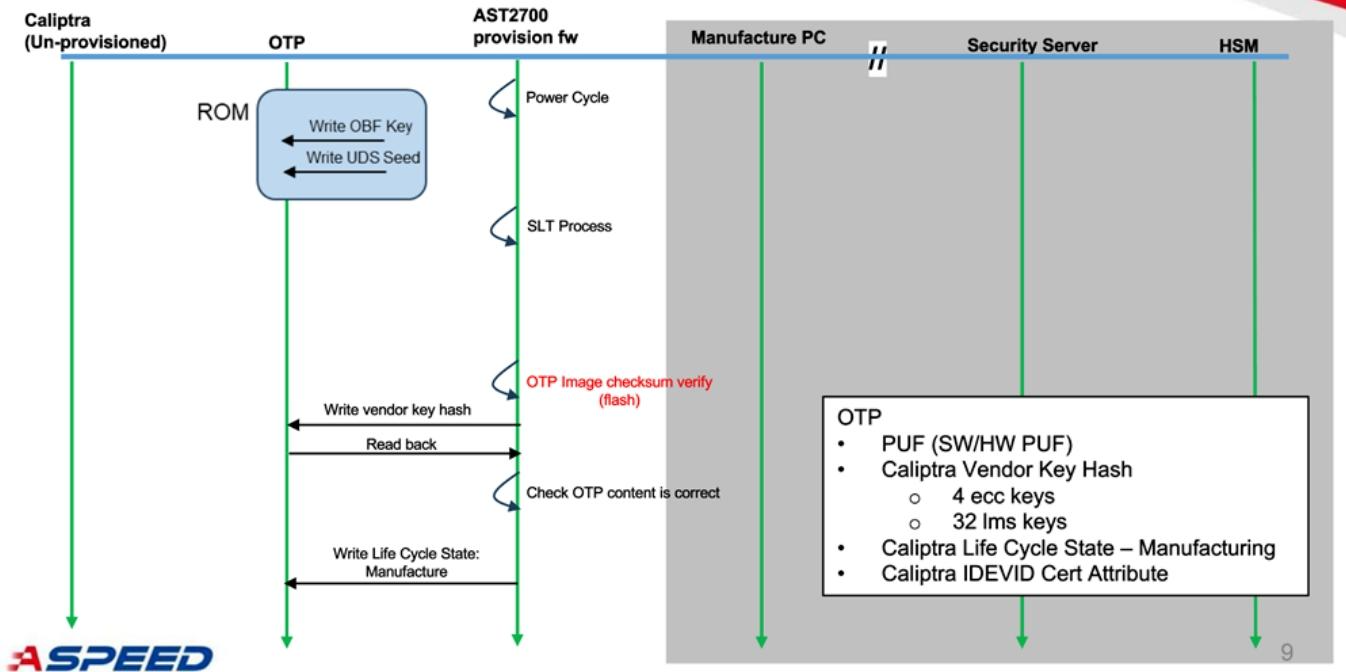 Caliptra
(Un-provisioned)
OTP
AST2700
provision fw
Manufacture PC
//
Security Server
HSM
ROM
Write OBF Key
Write UDS Seed
Power Cycle
SLT Process
OTP Image checksum verify
(flash)
Write vendor key hash
Read back
Check OTP content is correct
Write Life Cycle State:
Manufacture
OTP
• PUF (SW/HW PUF)
• Caliptra Vendor Key Hash
o 4 ecc keys
o 32 lms keys
• Caliptra Life Cycle State – Manufacturing
• Caliptra IDEVID Cert Attribute
ASPEED
9